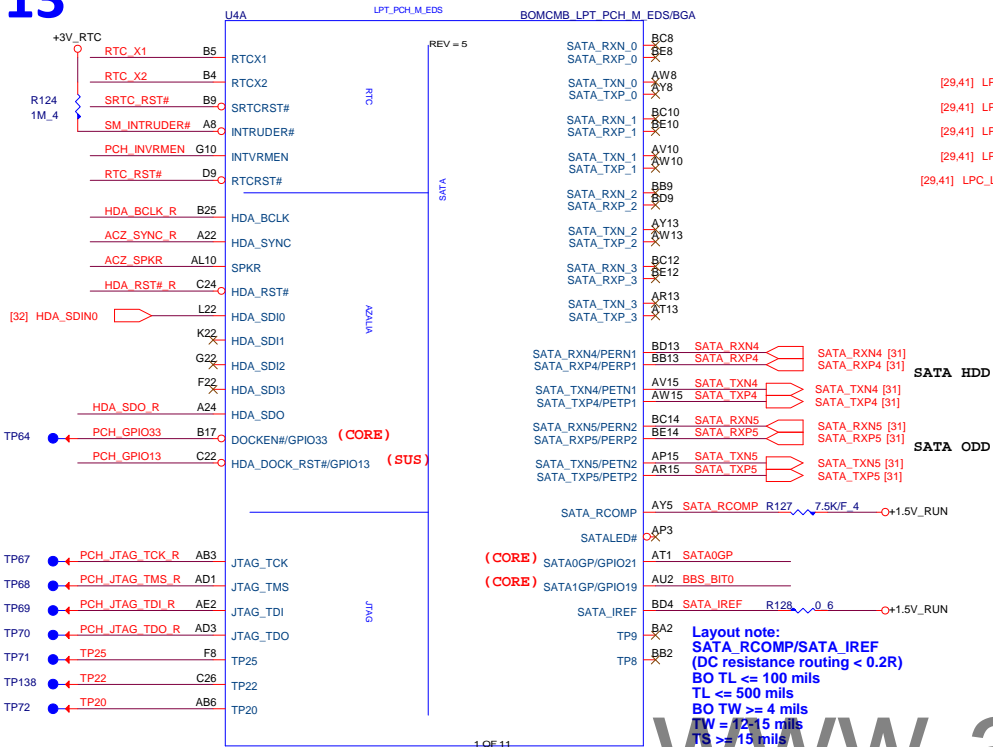 13
U4A
LPT_PCH_M_EDS
BOMCMB_LPT_PCH_M_EDS/BGA
REV = 5
+3V_RTC
R124
1M_4
RTC_X1 B5 RTCX1
RTC_X2 B4 RTCX2
SRTC_RST# B9 SRTCRST#
SM_INTRUDER# A8 INTRUDER#
PCH_INVRMEN G10 INTVRMEN
RTC_RST# D9 RTCRST#
HDA_BCLK_R B25 HDA_BCLK
ACZ_SYNC_R A22 HDA_SYNC
ACZ_SPKR AL10 SPKR
HDA_RST#_R C24 HDA_RST#
[32] HDA_SDIN0 L22 HDA_SDI0
K22 HDA_SDI1
G22 HDA_SDI2
F22 HDA_SDI3
HDA_SDO_R A24 HDA_SDO
TP64 PCH_GPIO33 B17 DOCKEN#/GPIO33 (CORE)
PCH_GPIO13 C22 HDA_DOCK_RST#/GPIO13 (SUS)
TP67 PCH_JTAG_TCK_R AB3 JTAG_TCK
TP68 PCH_JTAG_TMS_R AD1 JTAG_TMS
TP69 PCH_JTAG_TDI_R AE2 JTAG_TDI
TP70 PCH_JTAG_TDO_R AD3 JTAG_TDO
TP71 TP25 F8 TP25
TP138 TP22 C26 TP22
TP72 TP20 AB6 TP20
RTC
SATA
AZALIA
JTAG
SATA_RXN_0 BC8
SATA_RXP_0 BE8
SATA_TXN_0 AW8
SATA_TXP_0 AY8
SATA_RXN_1 BC10
SATA_RXP_1 BE10
SATA_TXN_1 AV10
SATA_TXP_1 AW10
SATA_RXN_2 BB9
SATA_RXP_2 BD9
SATA_TXN_2 AY13
SATA_TXP_2 AW13
SATA_RXN_3 BC12
SATA_RXP_3 BE12
SATA_TXN_3 AR13
SATA_TXP_3 AT13
SATA_RXN4/PERN1 BD13 SATA_RXN4 SATA_RXN4 [31]
SATA_RXP4/PERP1 BB13 SATA_RXP4 SATA_RXP4 [31]
SATA HDD
SATA_TXN4/PETN1 AV15 SATA_TXN4 SATA_TXN4 [31]
SATA_TXP4/PETP1 AW15 SATA_TXP4 SATA_TXP4 [31]
SATA_RXN5/PERN2 BC14 SATA_RXN5 SATA_RXN5 [31]
SATA_RXP5/PERP2 BE14 SATA_RXP5 SATA_RXP5 [31]
SATA ODD
SATA_TXN5/PETN2 AP15 SATA_TXN5 SATA_TXN5 [31]
SATA_TXP5/PETP2 AR15 SATA_TXP5 SATA_TXP5 [31]
SATA_RCOMP AY5 SATA_RCOMP R127 7.5K/F_4 +1.5V_RUN
SATALED# AP3
(CORE) SATA0GP/GPIO21 AT1 SATA0GP
(CORE) SATA1GP/GPIO19 AU2 BBS_BIT0
SATA_IREF BD4 SATA_IREF R128 0_6 +1.5V_RUN
TP9 BA2
TP8 BB2
[29,41] LP
[29,41] LP
[29,41] LP
[29,41] LP
[29,41] LPC_L
Layout note:
SATA_RCOMP/SATA_IREF
(DC resistance routing < 0.2R)
BO TL <= 100 mils
TL <= 500 mils
BO TW >= 4 mils
TW = 12-15 mils
TS >= 15 mils
1 OF 11